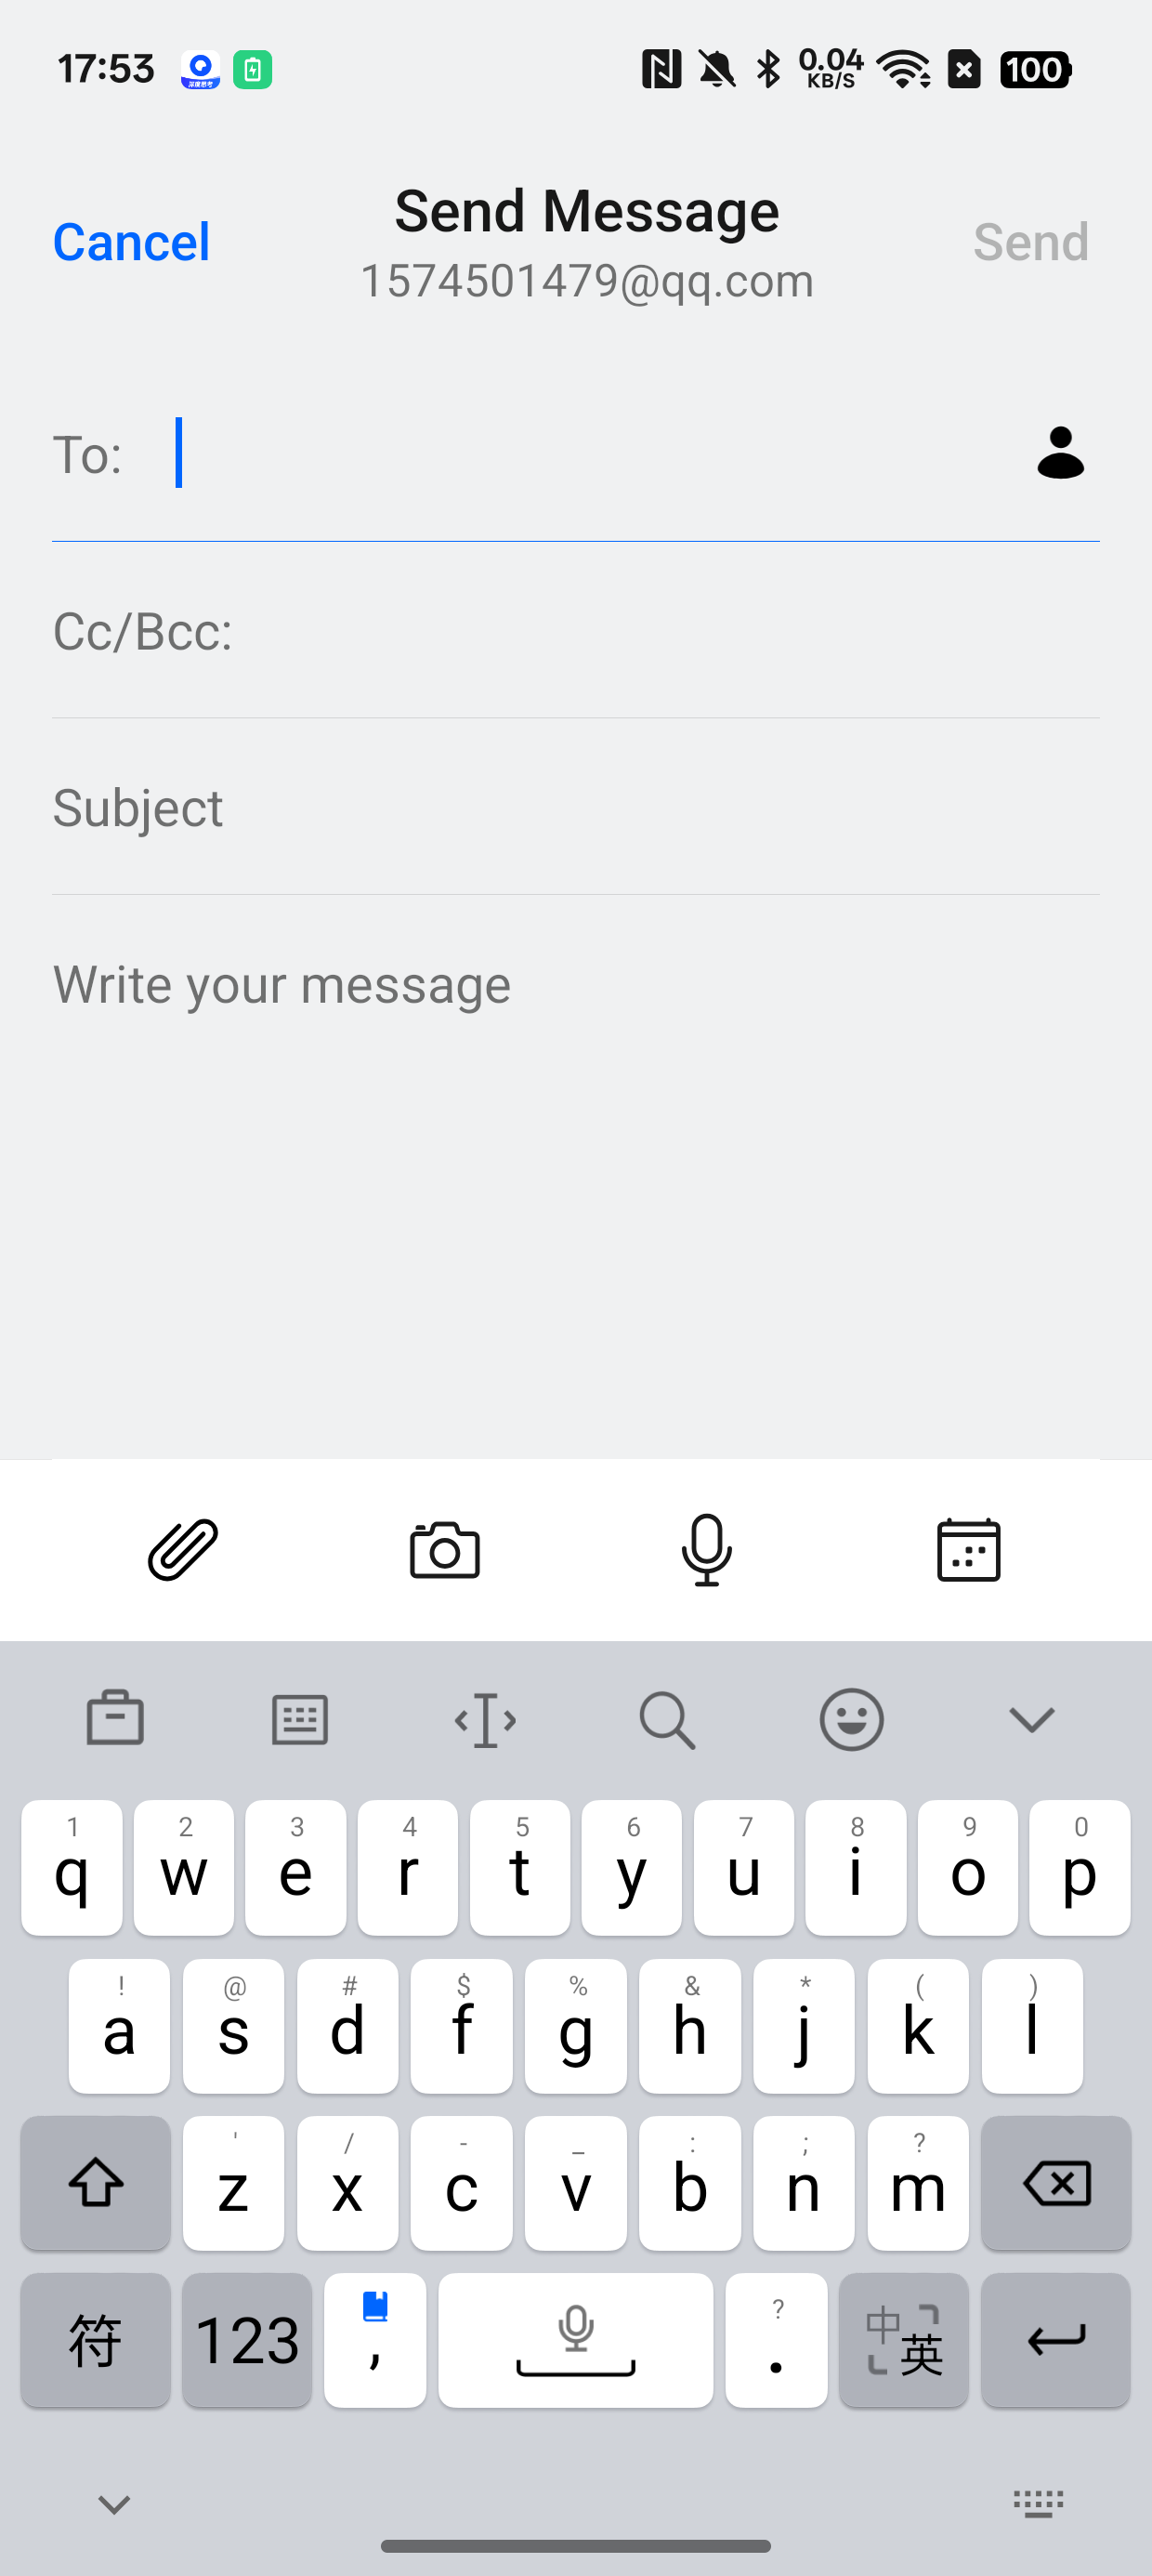 17:53
0.04
KB/S
100
Cancel
Send Message
Send
1574501479@qq.com
To:
Cc/Bcc:
Subject
Write your message
1 2 3 4 5 6 7 8 9 0
q w e r t y u i o p
! @ # $ % & * ( )
a s d f g h j k l
' / - _ : ; ?
z x c v b n m
符 123 , ? . 中 英